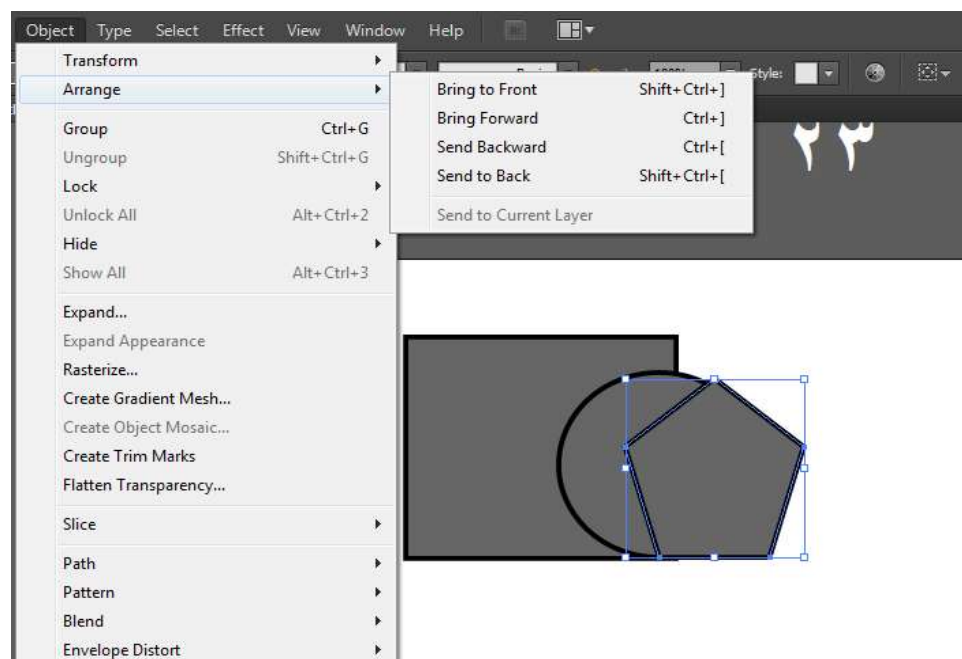 Object Type Select Effect View Window Help
Style:
Transform
Arrange
Group Ctrl+G
Ungroup Shift+Ctrl+G
Lock
Unlock All Alt+Ctrl+2
Hide
Show All Alt+Ctrl+3
Expand...
Expand Appearance
Rasterize...
Create Gradient Mesh...
Create Object Mosaic...
Create Trim Marks
Flatten Transparency...
Slice
Path
Pattern
Blend
Envelope Distort
Bring to Front Shift+Ctrl+]
Bring Forward Ctrl+]
Send Backward Ctrl+[
Send to Back Shift+Ctrl+[
Send to Current Layer
۲۳